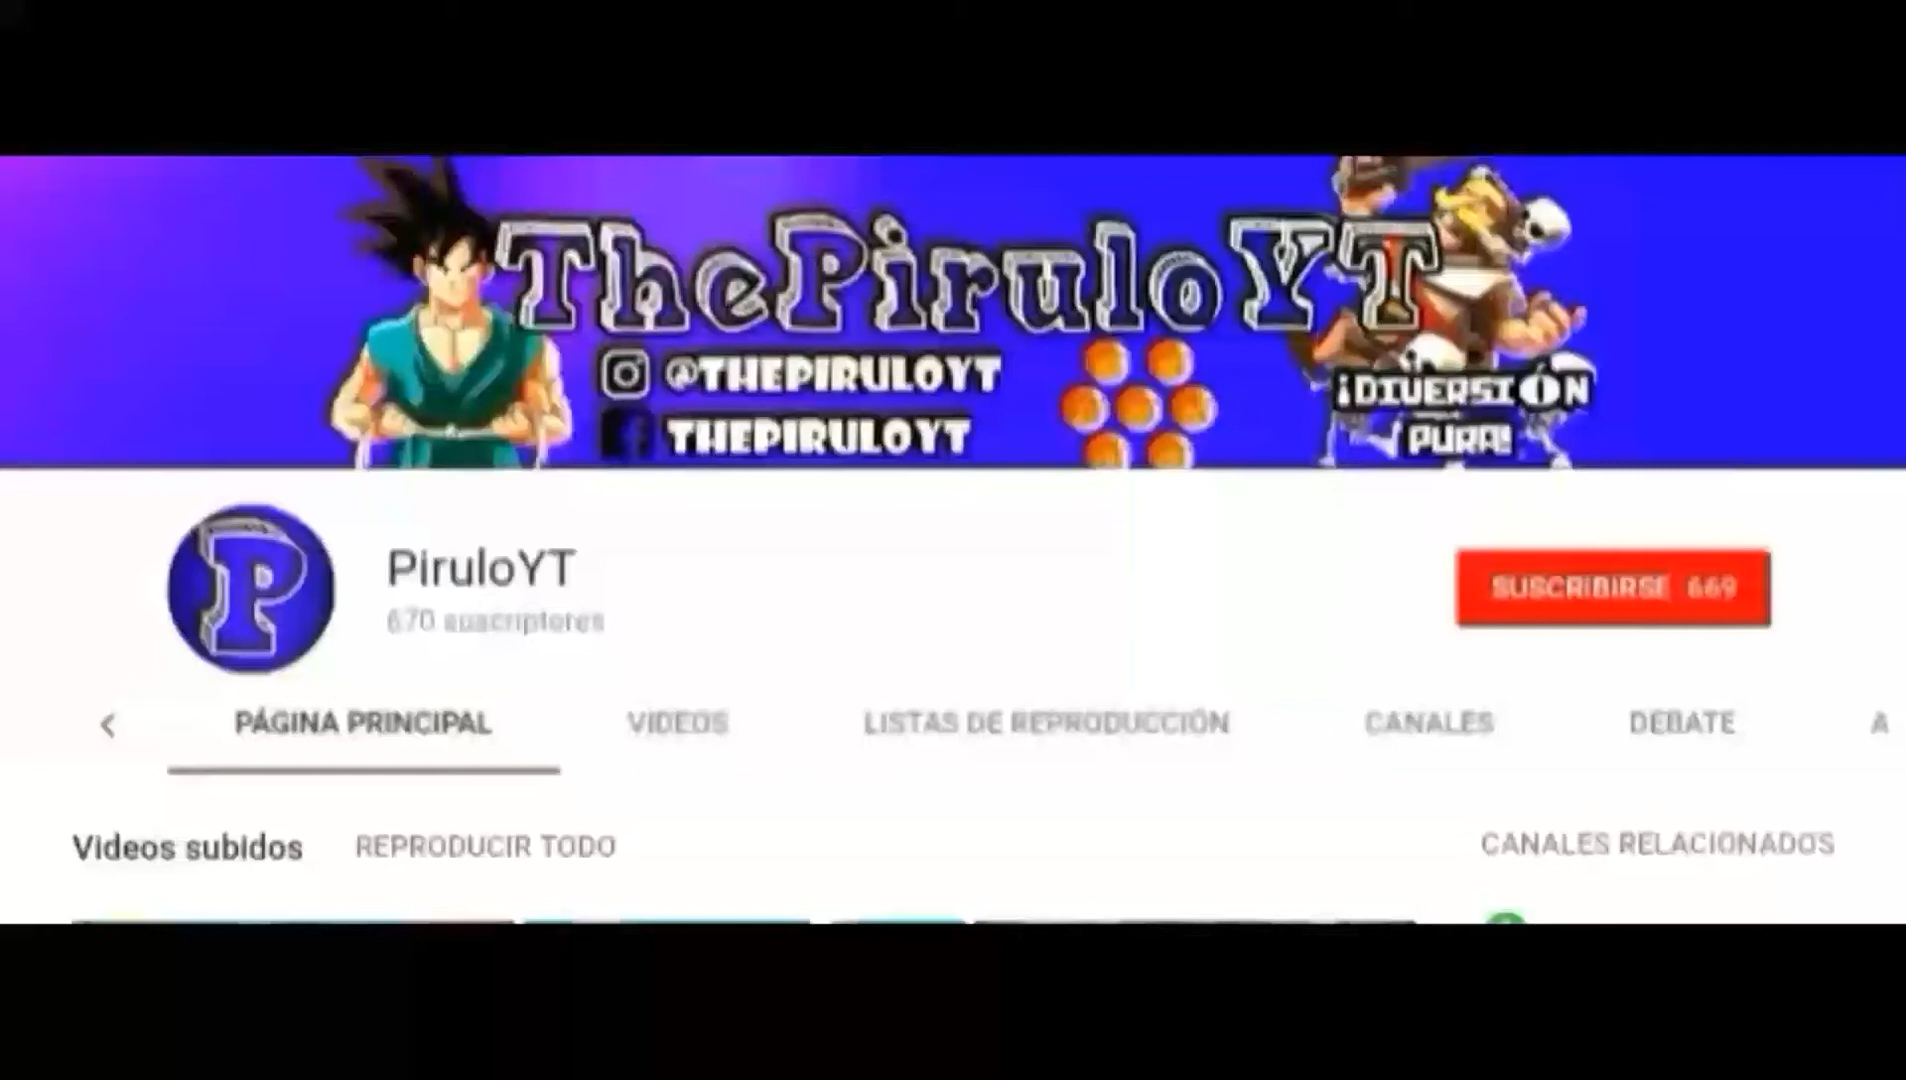 ThePiruloYT
@THEPIRULOYT
THEPIRULOYT
¡DIVERSIÓN
PURA!
P
PiruloYT
670 suscriptores
SUSCRIBIRSE 669
PÁGINA PRINCIPAL
VIDEOS
LISTAS DE REPRODUCCIÓN
CANALES
DEBATE
A
Videos subidos
REPRODUCIR TODO
CANALES RELACIONADOS